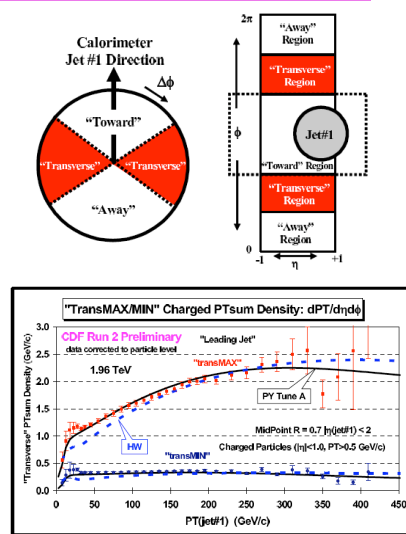 Calorimeter
Jet #1 Direction
Δϕ
“Toward”
“Transverse”
“Transverse”
“Away”
2π
“Away”
Region
“Transverse”
Region
ϕ
Jet#1
“Toward” Region
“Transverse”
Region
“Away”
Region
0
-1
η
+1
"TransMAX/MIN" Charged PTsum Density: dPT/dηdϕ
"Transverse" PTsum Density (GeV/c)
3.0
2.5
2.0
1.5
1.0
0.5
0.0
CDF Run 2 Preliminary
data corrected to particle level
1.96 TeV
"Leading Jet"
"transMAX"
PY Tune A
HW
MidPoint R = 0.7 |η(jet#1)| < 2
Charged Particles (|η|<1.0, PT>0.5 GeV/c)
"transMIN"
0
50
100
150
200
250
300
350
400
450
PT(jet#1) (GeV/c)